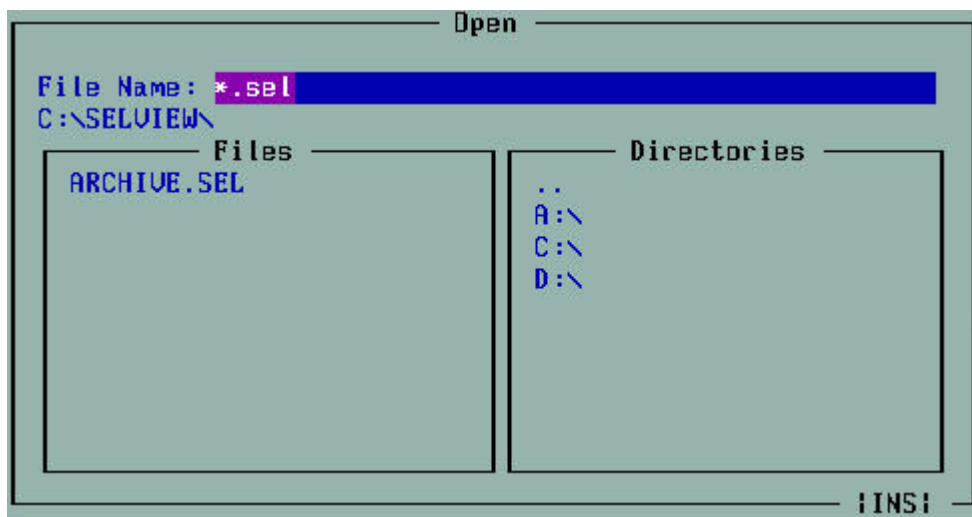 Open
File Name: *.sel
C:\SELVIEW\
Files
ARCHIVE.SEL
Directories
..
A:\
C:\
D:\
|INS|